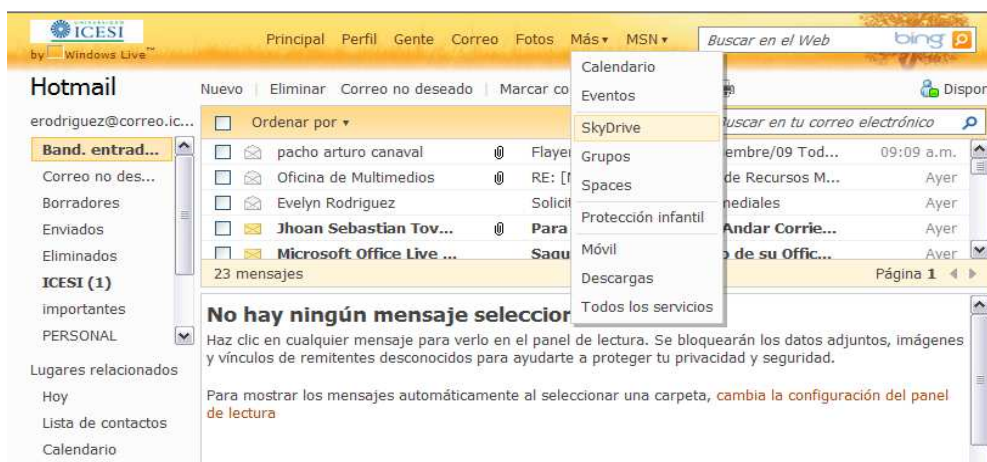 UNIVERSIDAD
ICESI
by Windows Live™
Principal Perfil Gente Correo Fotos Más MSN
Buscar en el Web bing
Calendario
Eventos
SkyDrive
Grupos
Spaces
Protección infantil
Móvil
Descargas
Todos los servicios
Hotmail
Nuevo Eliminar Correo no deseado Marcar co
Dispor
erodriguez@correo.ic...
Ordenar por
Buscar en tu correo electrónico
Band. entrad...
Correo no des...
Borradores
Enviados
Eliminados
ICESI (1)
importantes
PERSONAL
pacho arturo canaval Flaye embre/09 Tod... 09:09 a.m.
Oficina de Multimedios RE: [ de Recursos M... Ayer
Evelyn Rodriguez Solicit mediales Ayer
Jhoan Sebastian Tov... Para Andar Corrie... Ayer
Microsoft Office Live ... Saqu o de su Offic... Ayer
23 mensajes Página 1
No hay ningún mensaje seleccior
Haz clic en cualquier mensaje para verlo en el panel de lectura. Se bloquearán los datos adjuntos, imágenes
y vínculos de remitentes desconocidos para ayudarte a proteger tu privacidad y seguridad.
Para mostrar los mensajes automáticamente al seleccionar una carpeta, cambia la configuración del panel
de lectura
Lugares relacionados
Hoy
Lista de contactos
Calendario